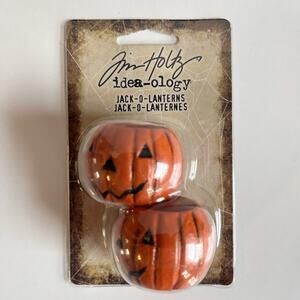 Tim Holtz
idea-ology
JACK-O-LANTERNS
JACK-O-LANTERNES